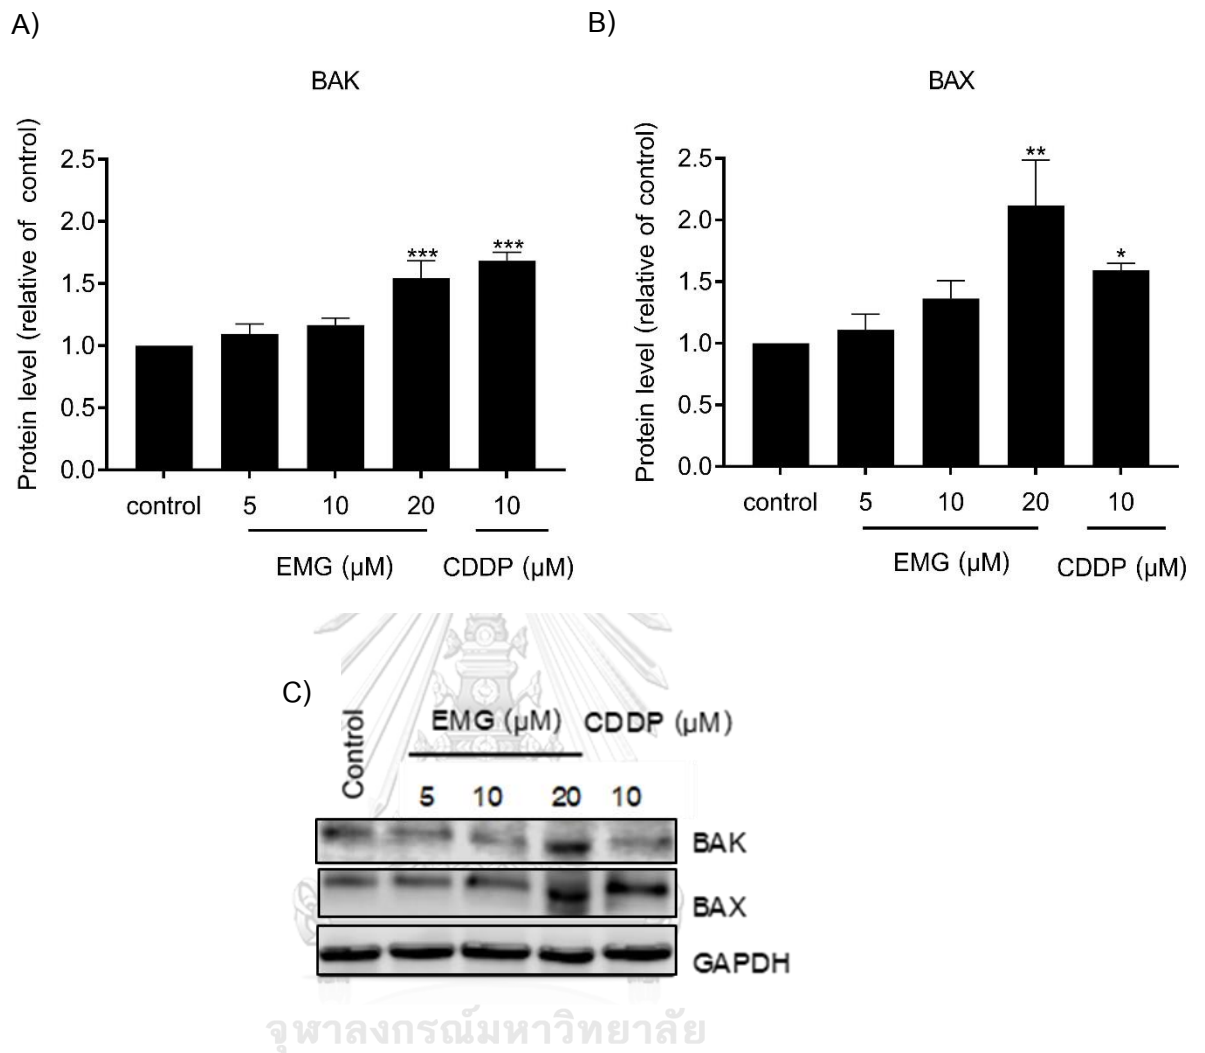 A)
BAK
Protein level (relative of control)
2.5
2.0
1.5
1.0
0.5
0.0
***
***
control 5 10 20 10
EMG (µM) CDDP (µM)
B)
BAX
Protein level (relative of control)
2.5
2.0
1.5
1.0
0.5
0.0
**
*
control 5 10 20 10
EMG (µM) CDDP (µM)
C)
Control
EMG (µM) CDDP (µM)
5 10 20 10
BAK
BAX
GAPDH
จุฬาลงกรณ์มหาวิทยาลัย